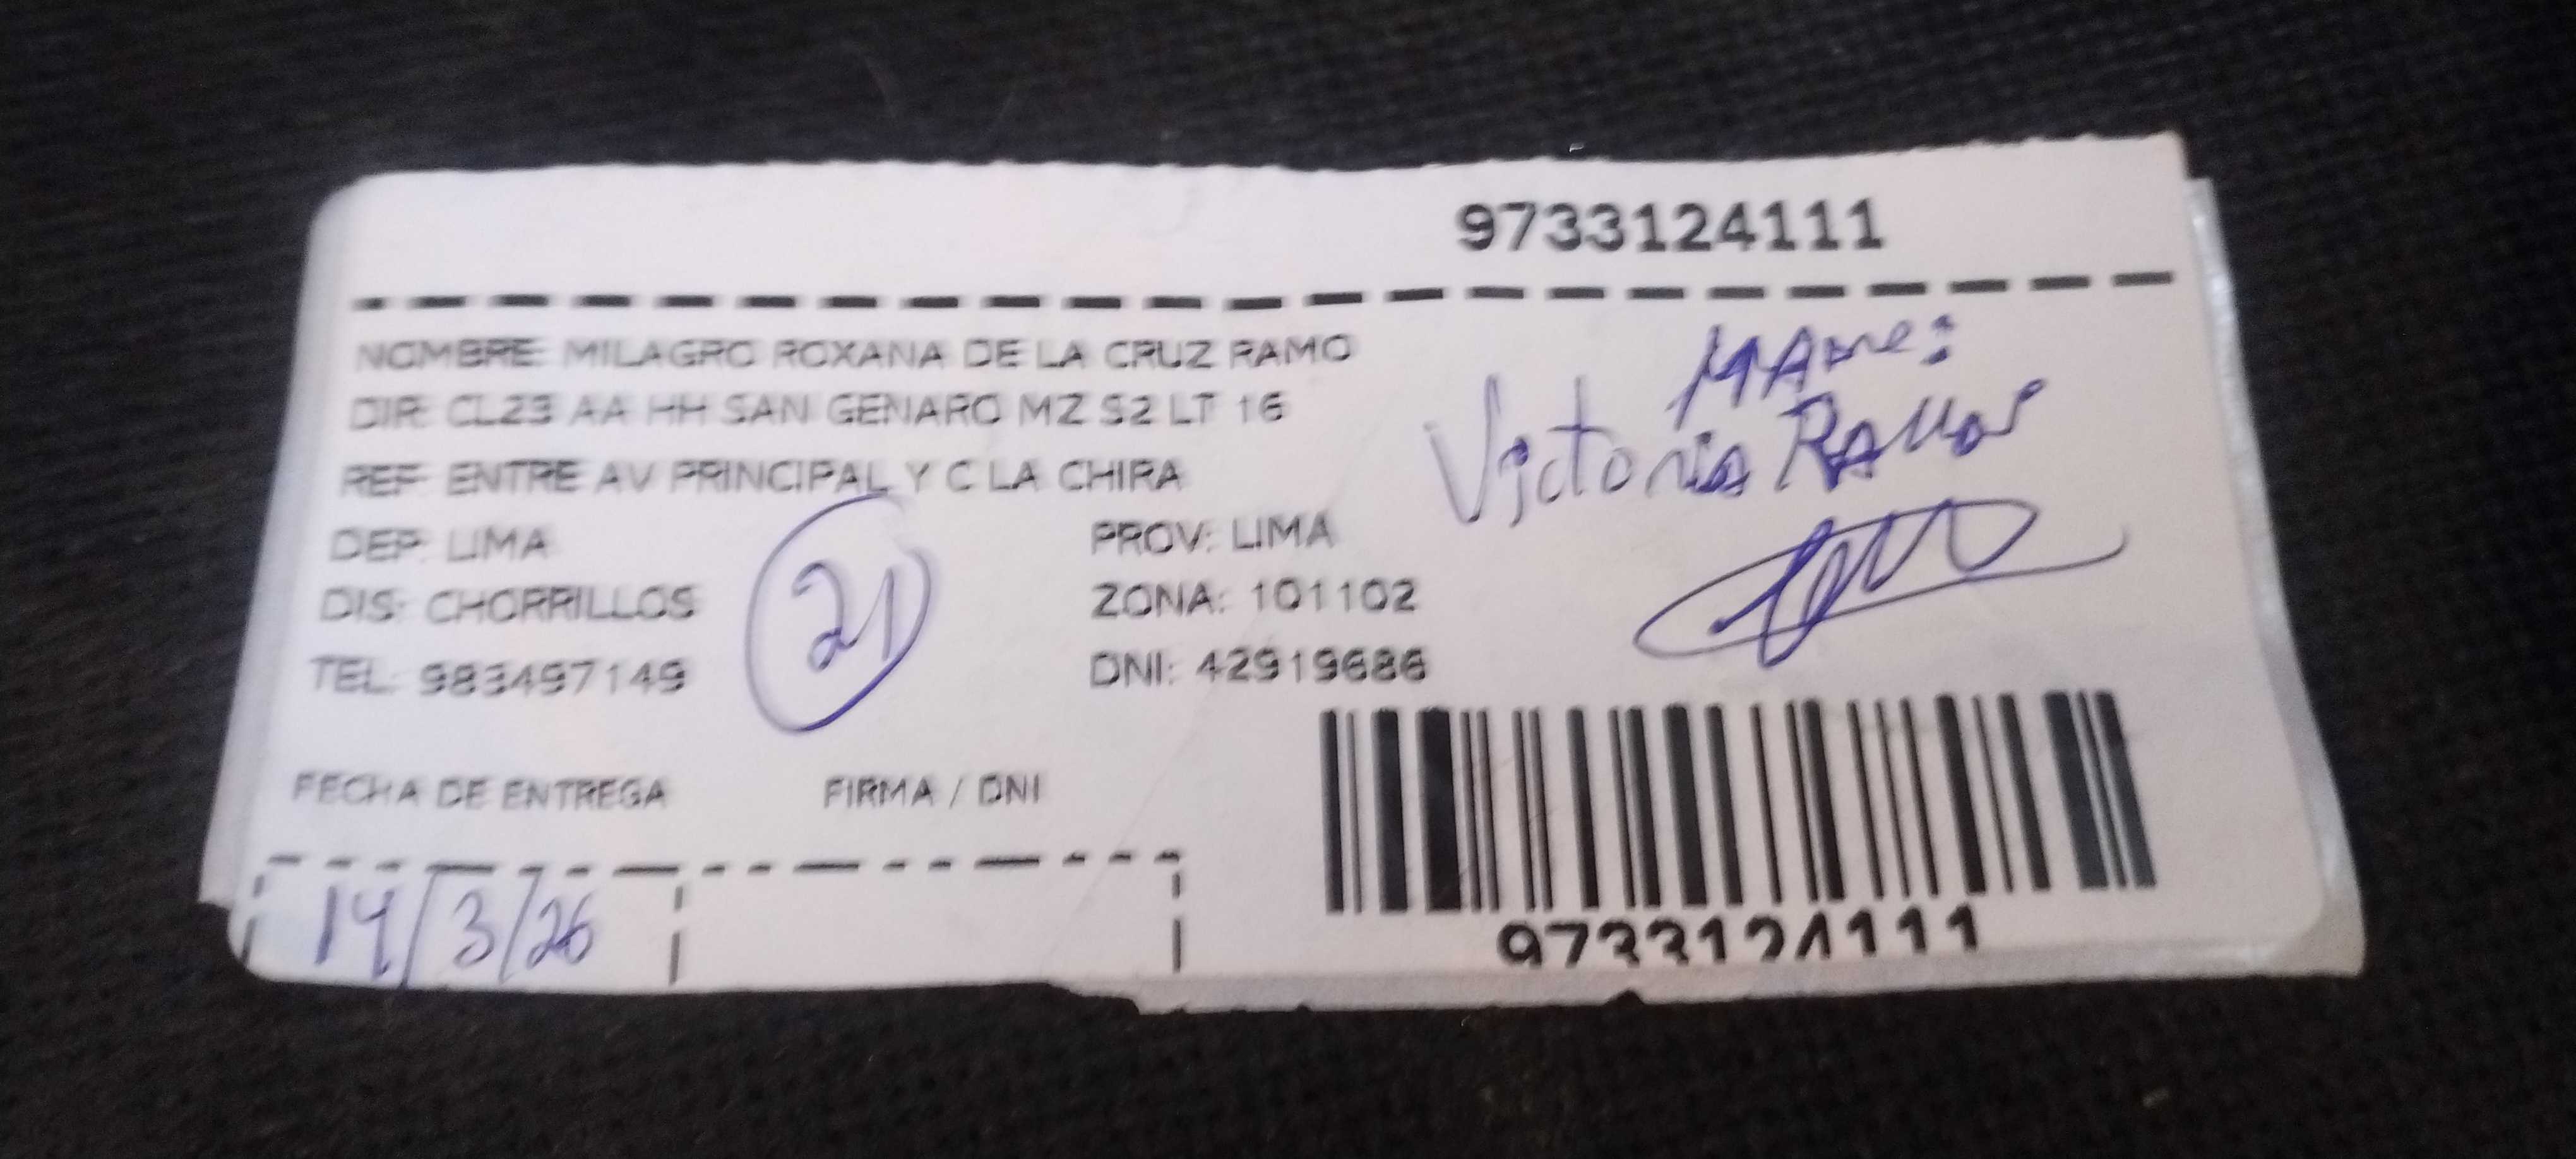 9733124111
NOMBRE: MILAGRO ROXANA DE LA CRUZ RAMO
DIR: CL23 AA HH SAN GENARO MZ S2 LT 16
REF: ENTRE AV PRINCIPAL Y C LA CHIRA
DEP: LIMA PROV: LIMA
DIS: CHORRILLOS ZONA: 101102
TEL: 983497149 DNI: 42919686
21
Victoria Ramos
FECHA DE ENTREGA FIRMA / DNI
14/3/26
9733124111